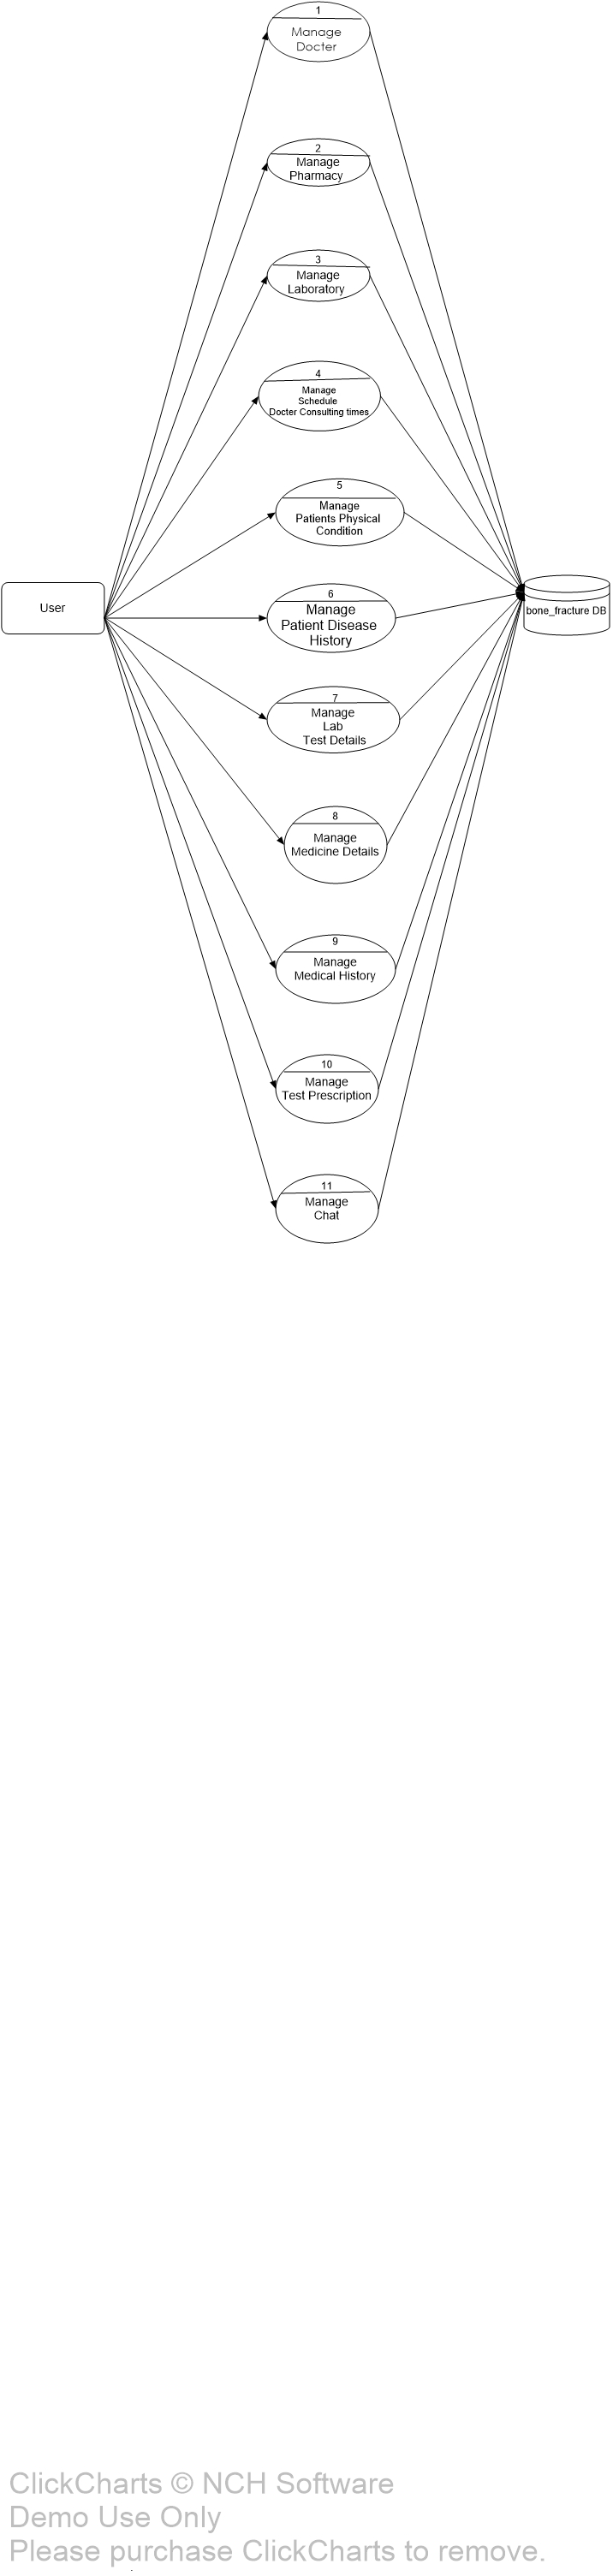 1
Manage
Docter
2
Manage
Pharmacy
3
Manage
Laboratory
4
Manage
Schedule
Docter Consulting times
5
Manage
Patients Physical
Condition
User
6
Manage
Patient Disease
History
bone_fracture DB
7
Manage
Lab
Test Details
8
Manage
Medicine Details
9
Manage
Medical History
10
Manage
Test Prescription
11
Manage
Chat
ClickCharts © NCH Software
Demo Use Only
Please purchase ClickCharts to remove.